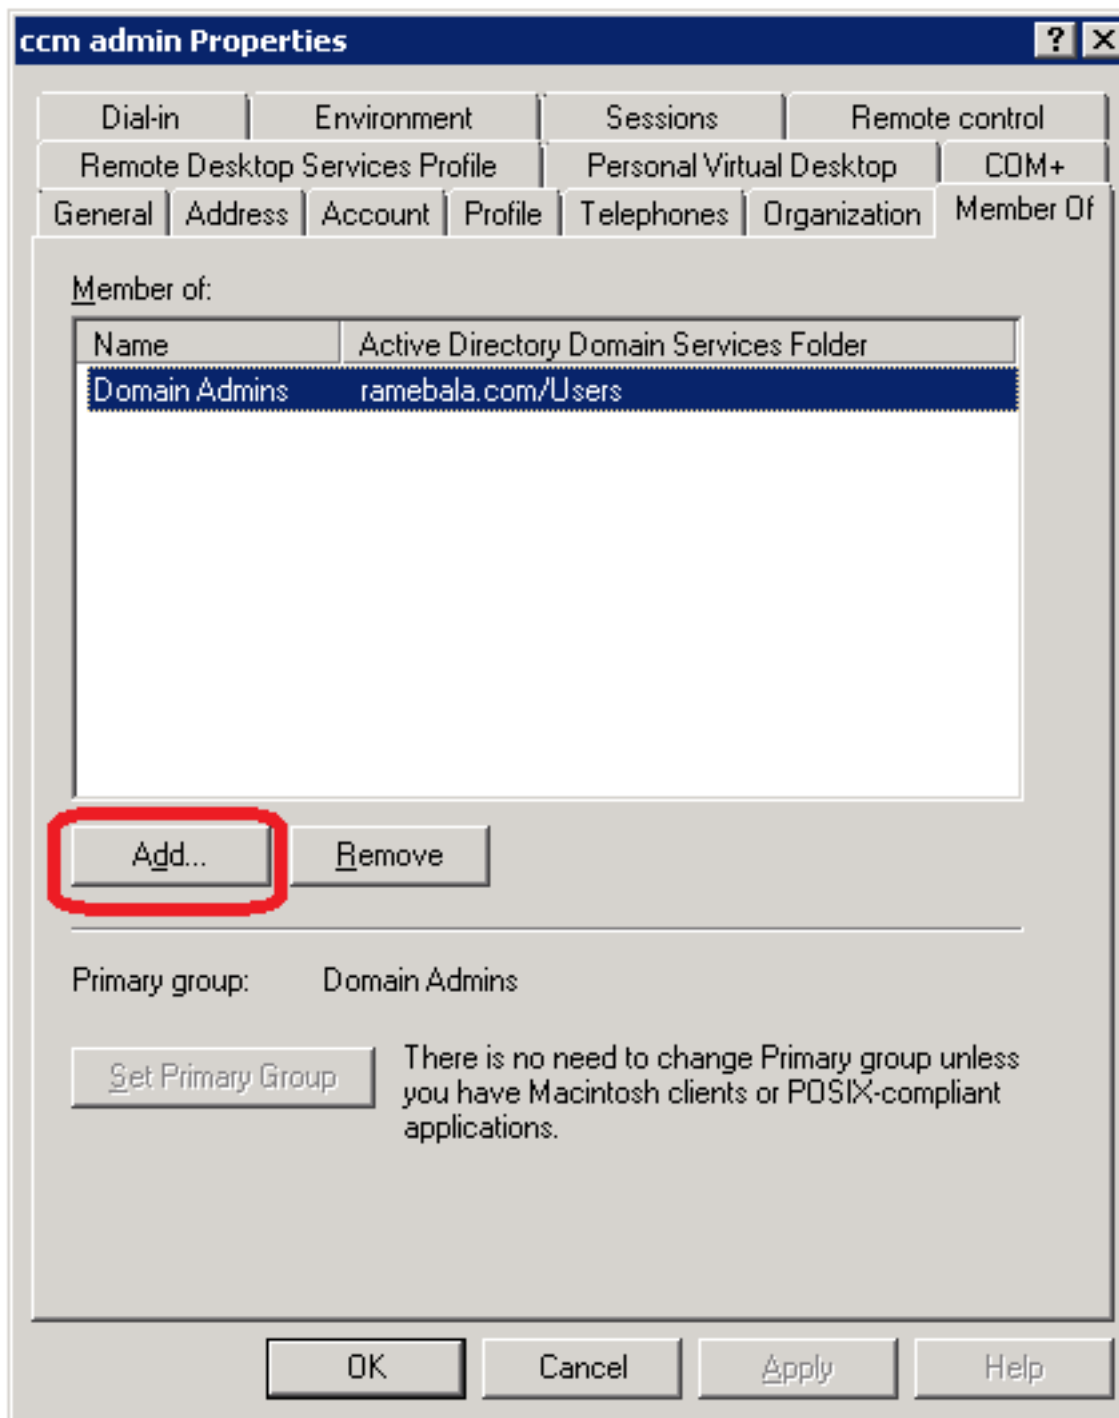 ccm admin Properties
Dial-in Environment Sessions Remote control
Remote Desktop Services Profile Personal Virtual Desktop COM+
General Address Account Profile Telephones Organization Member Of
Member of:
Name Active Directory Domain Services Folder
Domain Admins ramebala.com/Users
Add... Remove
Primary group: Domain Admins
Set Primary Group
There is no need to change Primary group unless
you have Macintosh clients or POSIX-compliant
applications.
OK Cancel Apply Help